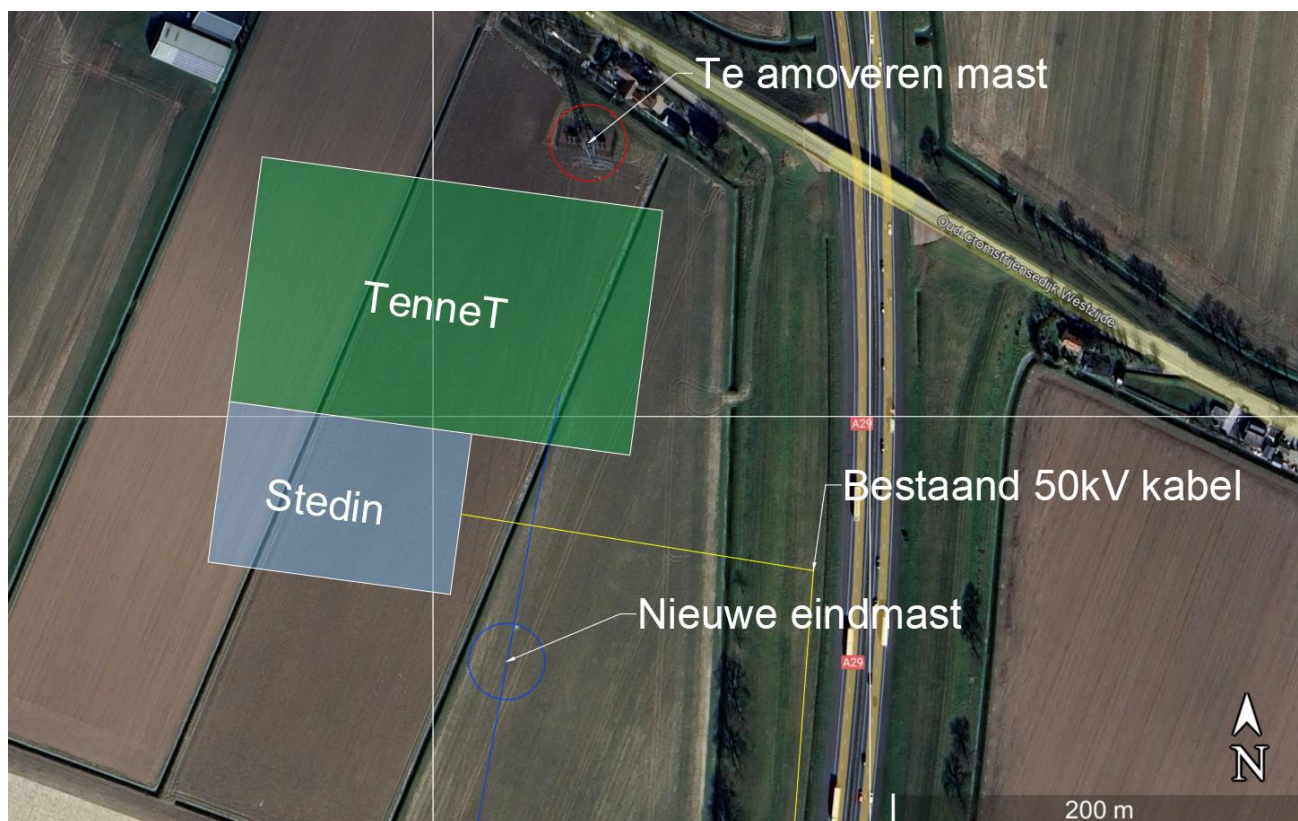 Te amoveren mast
Oud Cromstrijensedijk Westzijde
TenneT
A29
Bestaand 50kV kabel
Stedin
Nieuwe eindmast
A29
N
200 m